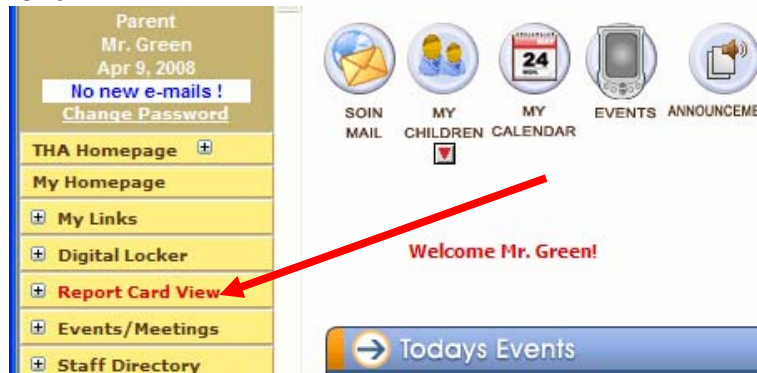 Parent
Mr. Green
Apr 9, 2008
No new e-mails !
Change Password
THA Homepage
My Homepage
My Links
Digital Locker
Report Card View
Events/Meetings
Staff Directory
24
SOIN MAIL
MY CHILDREN
MY CALENDAR
EVENTS
ANNOUNCEME
Welcome Mr. Green!
Todays Events